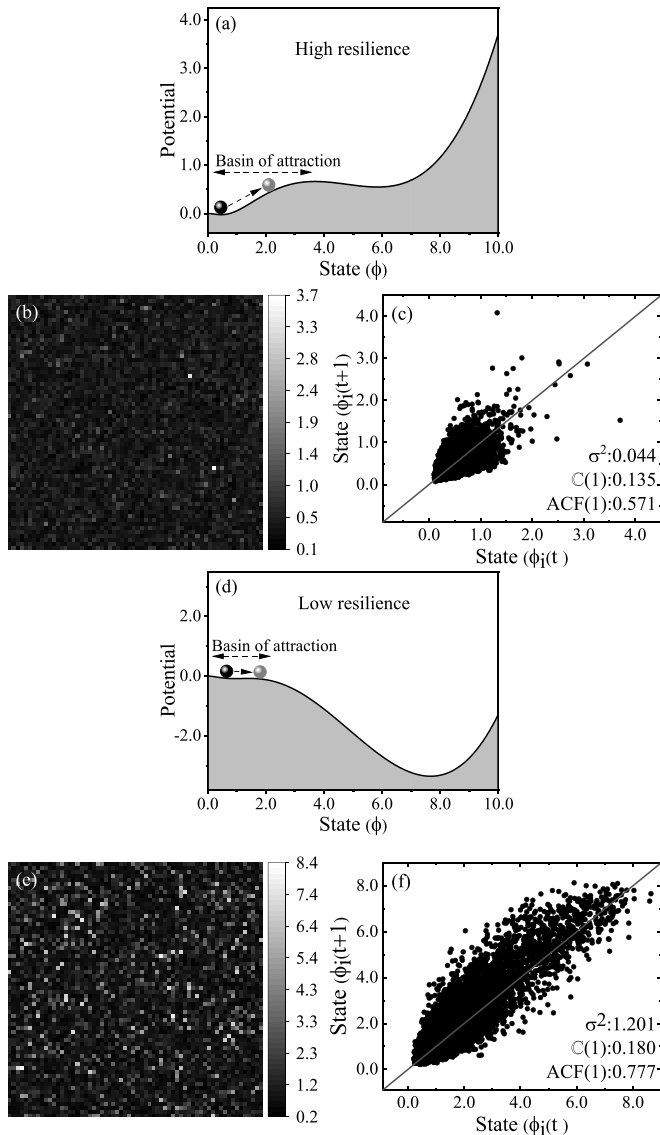 (a)
High resilience
Basin of attraction
Potential
4.0
3.0
2.0
1.0
0.0
0.0 2.0 4.0 6.0 8.0 10.0
State (ϕ)
(b)
3.7
3.3
2.8
2.4
1.9
1.4
1.0
0.5
0.1
(c)
State (ϕi(t+1)
4.0
3.0
2.0
1.0
0.0
σ2:0.044
ℂ(1):0.135
ACF(1):0.571
0.0 1.0 2.0 3.0 4.0
State (ϕi(t )
(d)
Low resilience
Basin of attraction
Potential
2.0
0.0
-2.0
0.0 2.0 4.0 6.0 8.0 10.0
State (ϕ)
(e)
8.4
7.4
6.4
5.4
4.3
3.3
2.3
1.2
0.2
(f)
State (ϕi(t+1)
8.0
6.0
4.0
2.0
0.0
σ2:1.201
ℂ(1):0.180
ACF(1):0.777
0.0 2.0 4.0 6.0 8.0
State (ϕi(t )